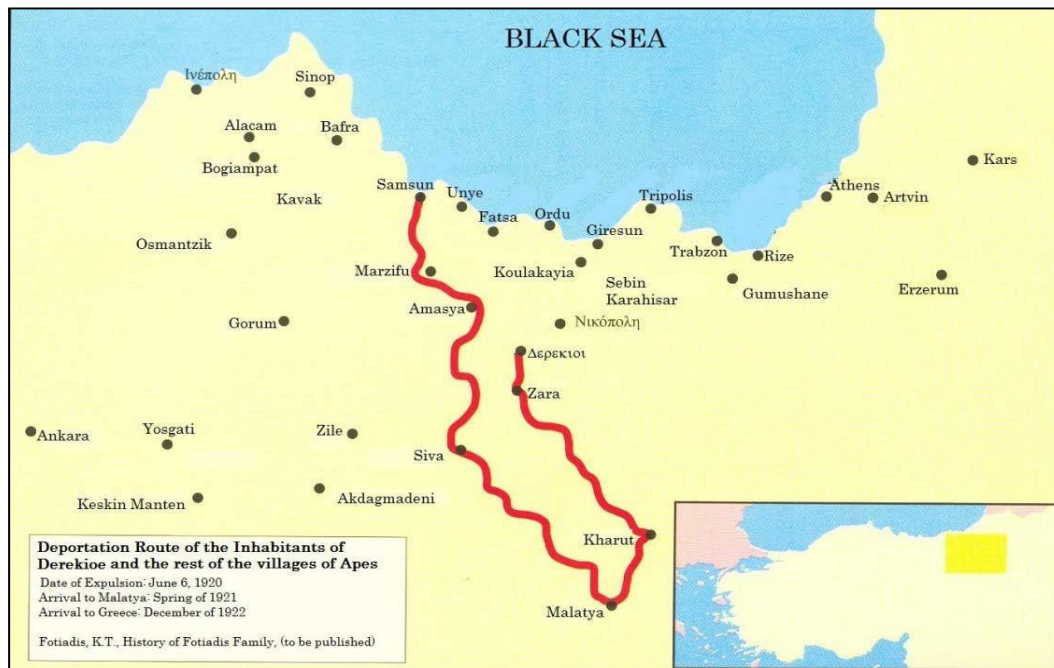 BLACK SEA
Ινέπολη
Sinop
Alacam
Bafra
Bogiampat
Kars
Samsun
Unye
Tripolis
Athens
Artvin
Kavak
Fatsa
Ordu
Giresun
Osmantzik
Trabzon
Rize
Marzifu
Koulakayia
Sebin
Karahisar
Gumushane
Erzerum
Amasya
Gorum
Νικόπολη
Δερεκιοι
Zara
Ankara
Yosgati
Zile
Siva
Keskin Manten
Akdagmadeni
Kharut
Malatya
Deportation Route of the Inhabitants of
Derekioe and the rest of the villages of Apes
Date of Expulsion: June 6, 1920
Arrival to Malatya: Spring of 1921
Arrival to Greece: December of 1922
Fotiadis, K.T., History of Fotiadis Family, (to be published)